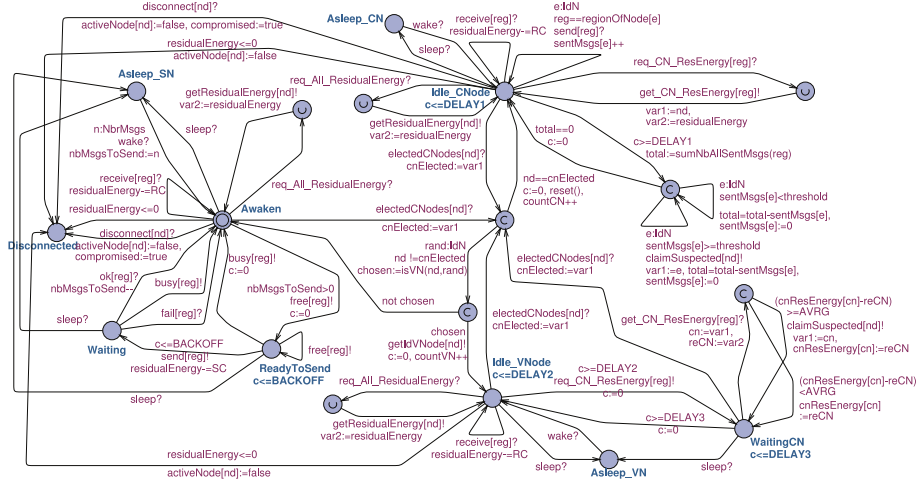 disconnect[nd]?
activeNode[nd]:=false, compromised:=true
residualEnergy<=0
activeNode[nd]:=false
Asleep_CN
wake?
sleep?
receive[reg]?
residualEnergy-=RC
e:IdN
reg==regionOfNode[e]
send[reg]?
sentMsgs[e]++
Asleep_SN
req_All_ResidualEnergy?
getResidualEnergy[nd]!
var2:=residualEnergy
U
Idle_CNode
c<=DELAY1
U
req_CN_ResEnergy[reg]?
get_CN_ResEnergy[reg]!
var1:=nd,
var2:=residualEnergy
U
n:NbrMsgs
wake?
nbMsgsToSend:=n
sleep?
getResidualEnergy[nd]!
var2:=residualEnergy
electedCNodes[nd]?
cnElected:=var1
total==0
c:=0
c>=DELAY1
total:=sumNbAllSentMsgs(reg)
receive[reg]?
residualEnergy-=RC
req_All_ResidualEnergy?
nd==cnElected
c:=0, reset(),
countCN++
C
e:IdN
sentMsgs[e]<threshold
total=total-sentMsgs[e],
sentMsgs[e]:=0
residualEnergy<=0
Awaken
electedCNodes[nd]?
cnElected:=var1
C
Disconnected
disconnect[nd]?
activeNode[nd]:=false,
compromised:=true
rand:IdN
nd !=cnElected
chosen:=isVN(nd,rand)
e:IdN
sentMsgs[e]>=threshold
claimSuspected[nd]!
var1:=e, total=total-sentMsgs[e],
sentMsgs[e]:=0
ok[reg]?
nbMsgsToSend--
busy[reg]!
busy[reg]!
c:=0
nbMsgsToSend>0
free[reg]!
c:=0
electedCNodes[nd]?
cnElected:=var1
not chosen
C
C
(cnResEnergy[cn]-reCN)
>=AVRG
claimSuspected[nd]!
var1:=cn,
cnResEnergy[cn]:=reCN
fail[reg]!
sleep?
Waiting
electedCNodes[nd]?
cnElected:=var1
get_CN_ResEnergy[reg]?
cn:=var1,
reCN:=var2
c<=BACKOFF
send[reg]!
residualEnergy-=SC
free[reg]!
ReadyToSend
c<=BACKOFF
chosen
getIdVNode[nd]!
c:=0, countVN++
Idle_VNode
c<=DELAY2
c>=DELAY2
req_CN_ResEnergy[reg]!
c:=0
(cnResEnergy[cn]-reCN)
<AVRG
cnResEnergy[cn]
:=reCN
sleep?
req_All_ResidualEnergy?
U
getResidualEnergy[nd]!
var2:=residualEnergy
c>=DELAY3
c:=0
WaitingCN
c<=DELAY3
receive[reg]?
residualEnergy-=RC
wake?
sleep?
Asleep_VN
sleep?
residualEnergy<=0
activeNode[nd]:=false